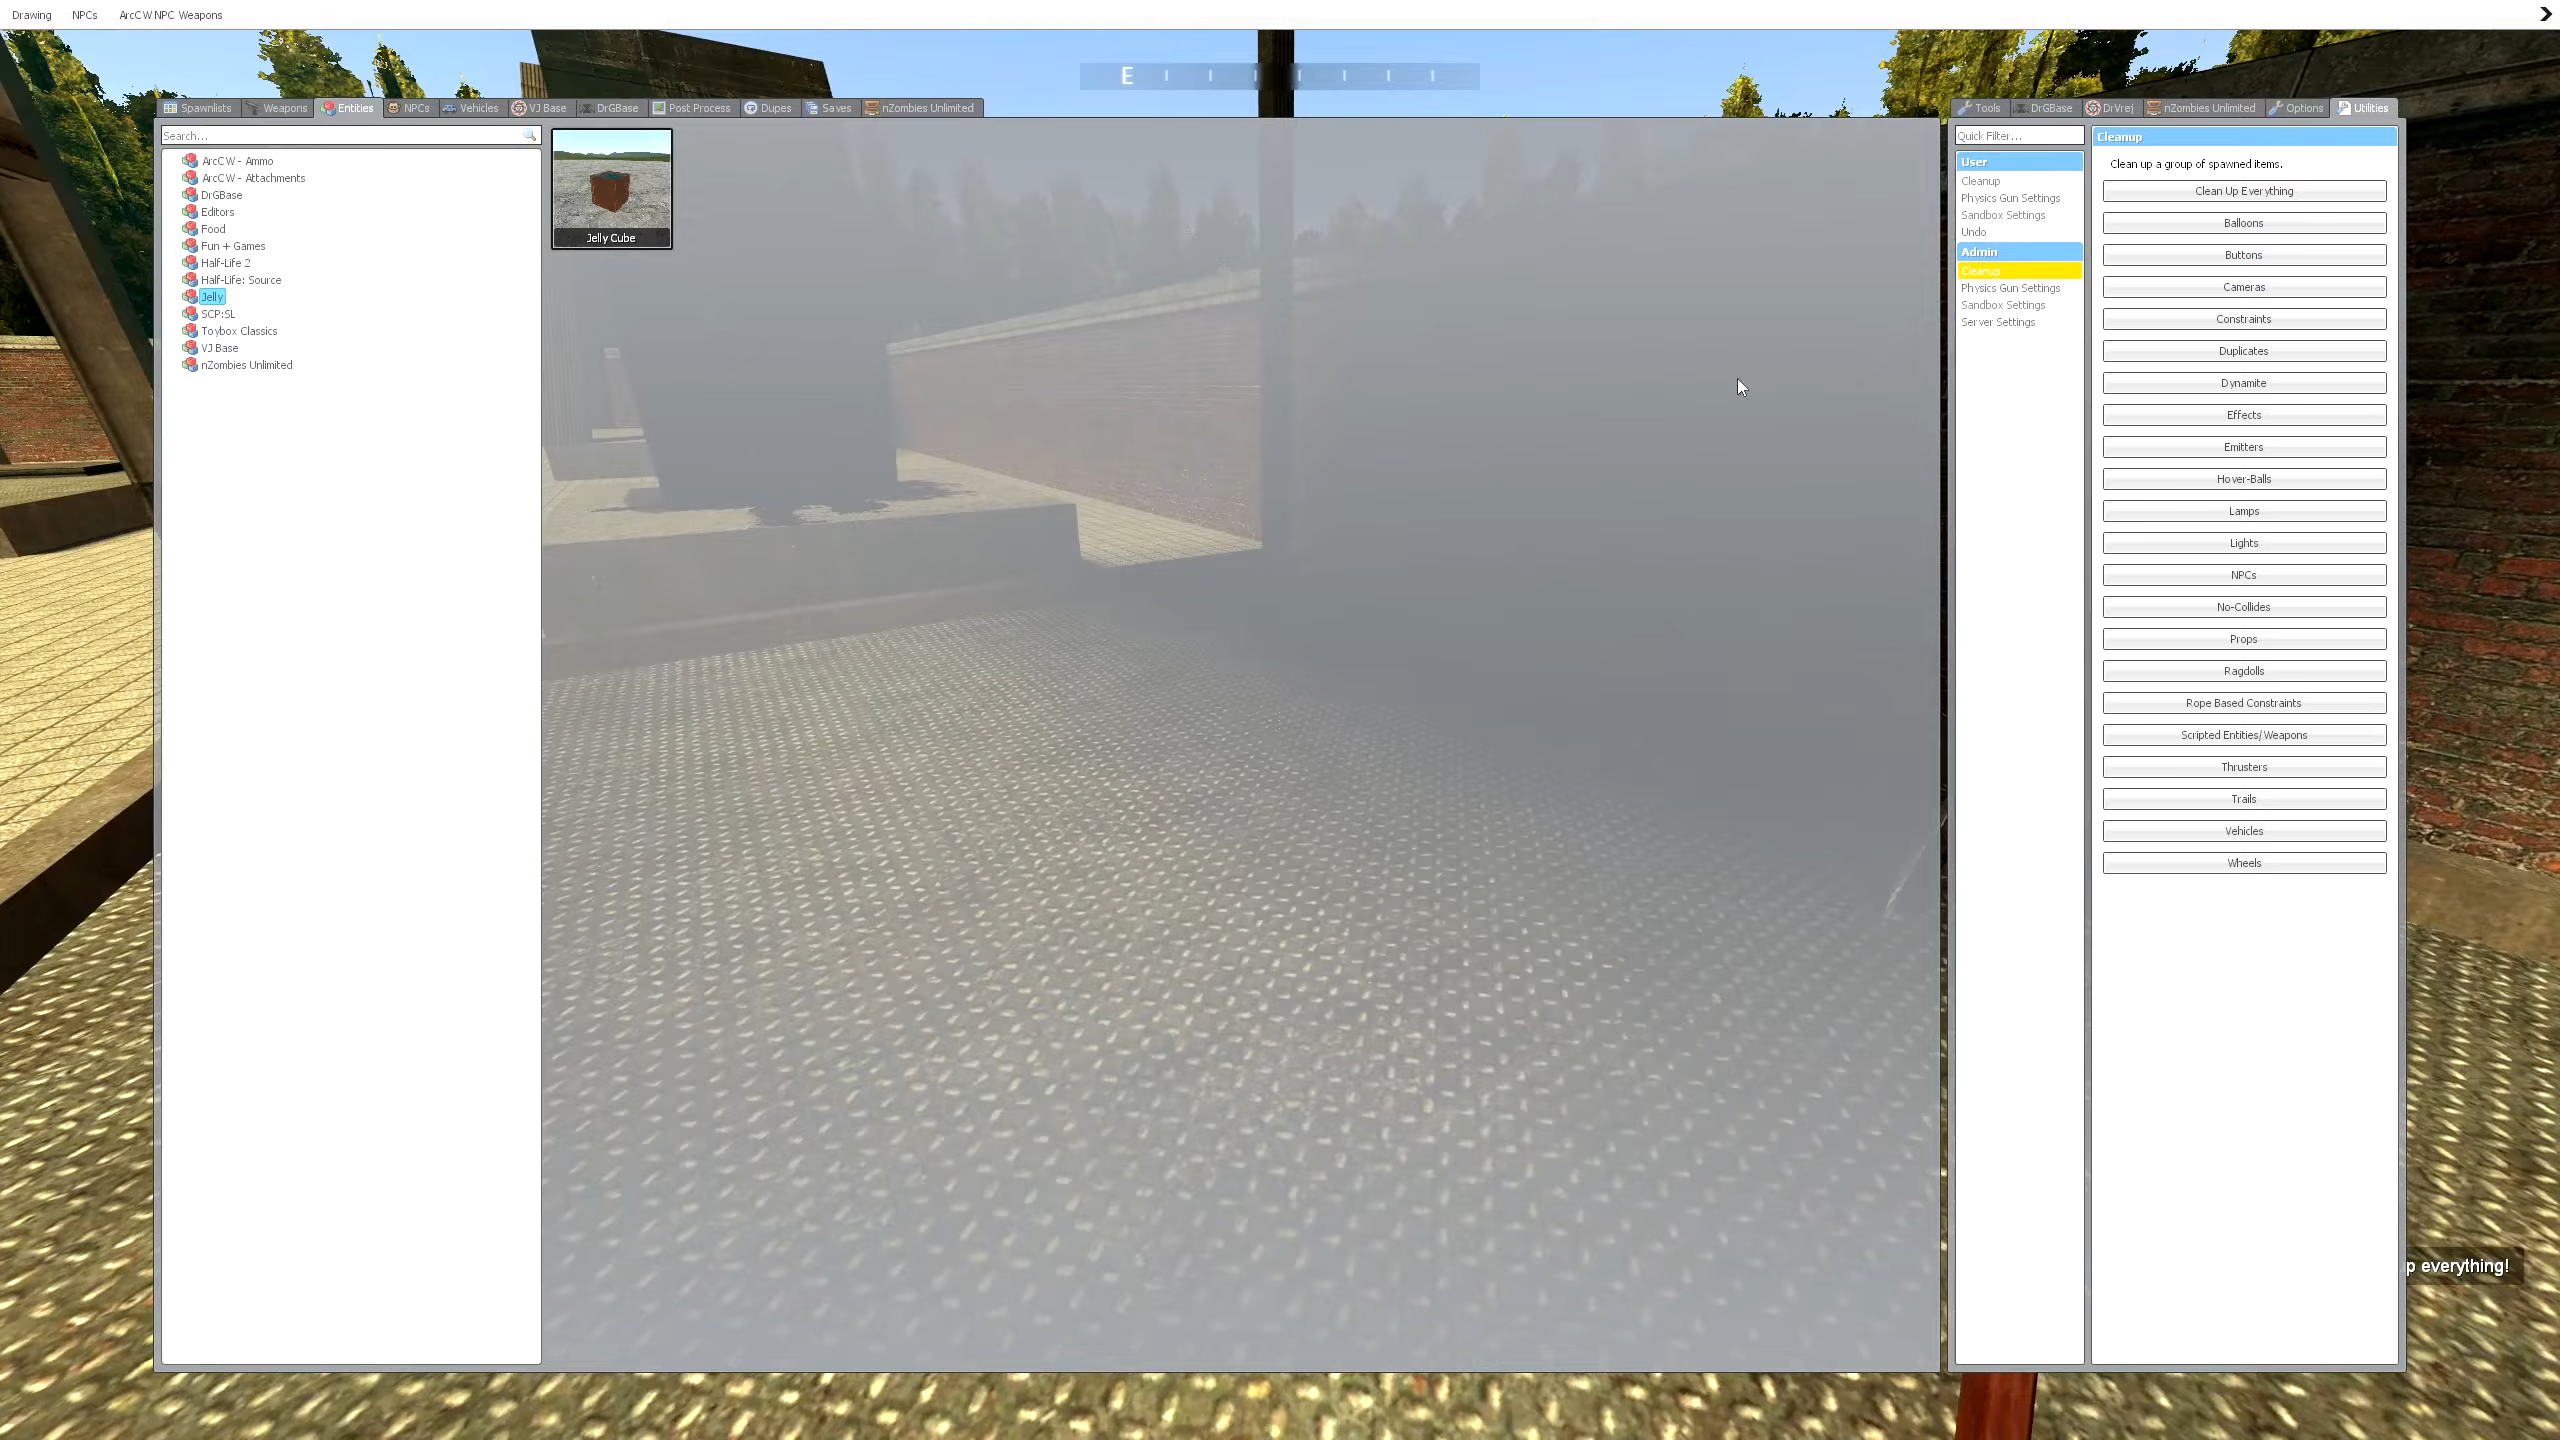 Drawing NPCs ArcCW NPC Weapons
E
Spawnlists Weapons Entities NPCs Vehicles VJ Base DrGBase Post Process Dupes Saves nZombies Unlimited
Search...
ArcCW - Ammo
ArcCW - Attachments
DrGBase
Editors
Food
Fun + Games
Half-Life 2
Half-Life: Source
Jelly
SCP:SL
Toybox Classics
VJ Base
nZombies Unlimited
Jelly Cube
Tools DrGBase DrVrej nZombies Unlimited Options Utilities
Quick Filter...
User
Cleanup
Physics Gun Settings
Sandbox Settings
Undo
Admin
Cleanup
Physics Gun Settings
Sandbox Settings
Server Settings
Cleanup
Clean up a group of spawned items.
Clean Up Everything
Balloons
Buttons
Cameras
Constraints
Duplicates
Dynamite
Effects
Emitters
Hover-Balls
Lamps
Lights
NPCs
No-Collides
Props
Ragdolls
Rope Based Constraints
Scripted Entities/Weapons
Thrusters
Trails
Vehicles
Wheels
p everything!